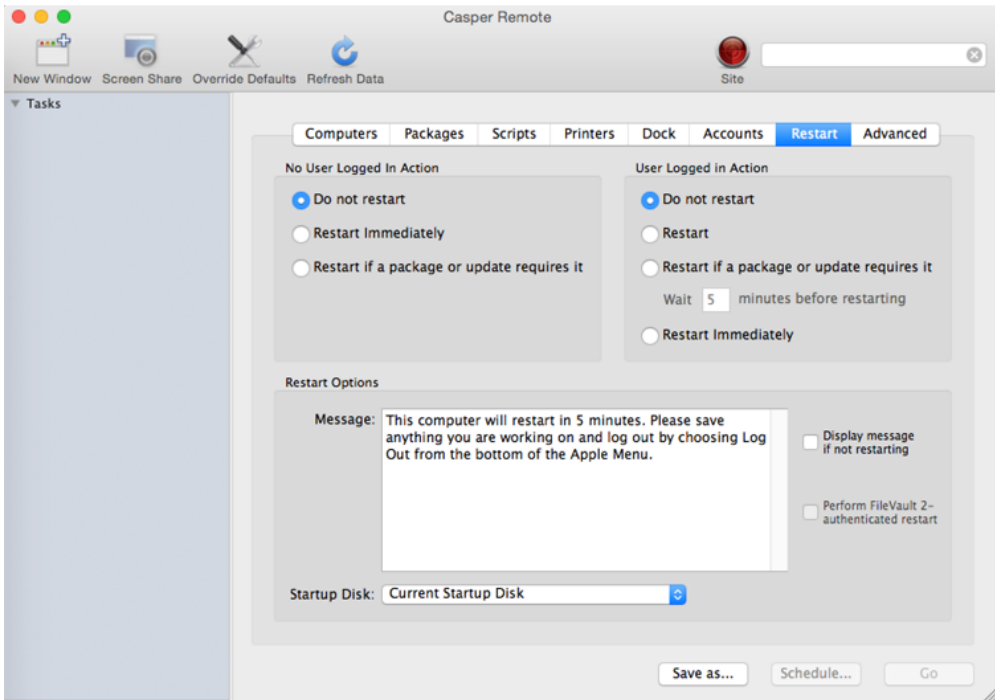 Casper Remote
New Window Screen Share Override Defaults Refresh Data Site
Tasks
Computers Packages Scripts Printers Dock Accounts Restart Advanced
No User Logged In Action
Do not restart
Restart Immediately
Restart if a package or update requires it
User Logged in Action
Do not restart
Restart
Restart if a package or update requires it
Wait 5 minutes before restarting
Restart Immediately
Restart Options
Message:
This computer will restart in 5 minutes. Please save
anything you are working on and log out by choosing Log
Out from the bottom of the Apple Menu.
Display message
if not restarting
Perform FileVault 2-
authenticated restart
Startup Disk: Current Startup Disk
Save as... Schedule... Go